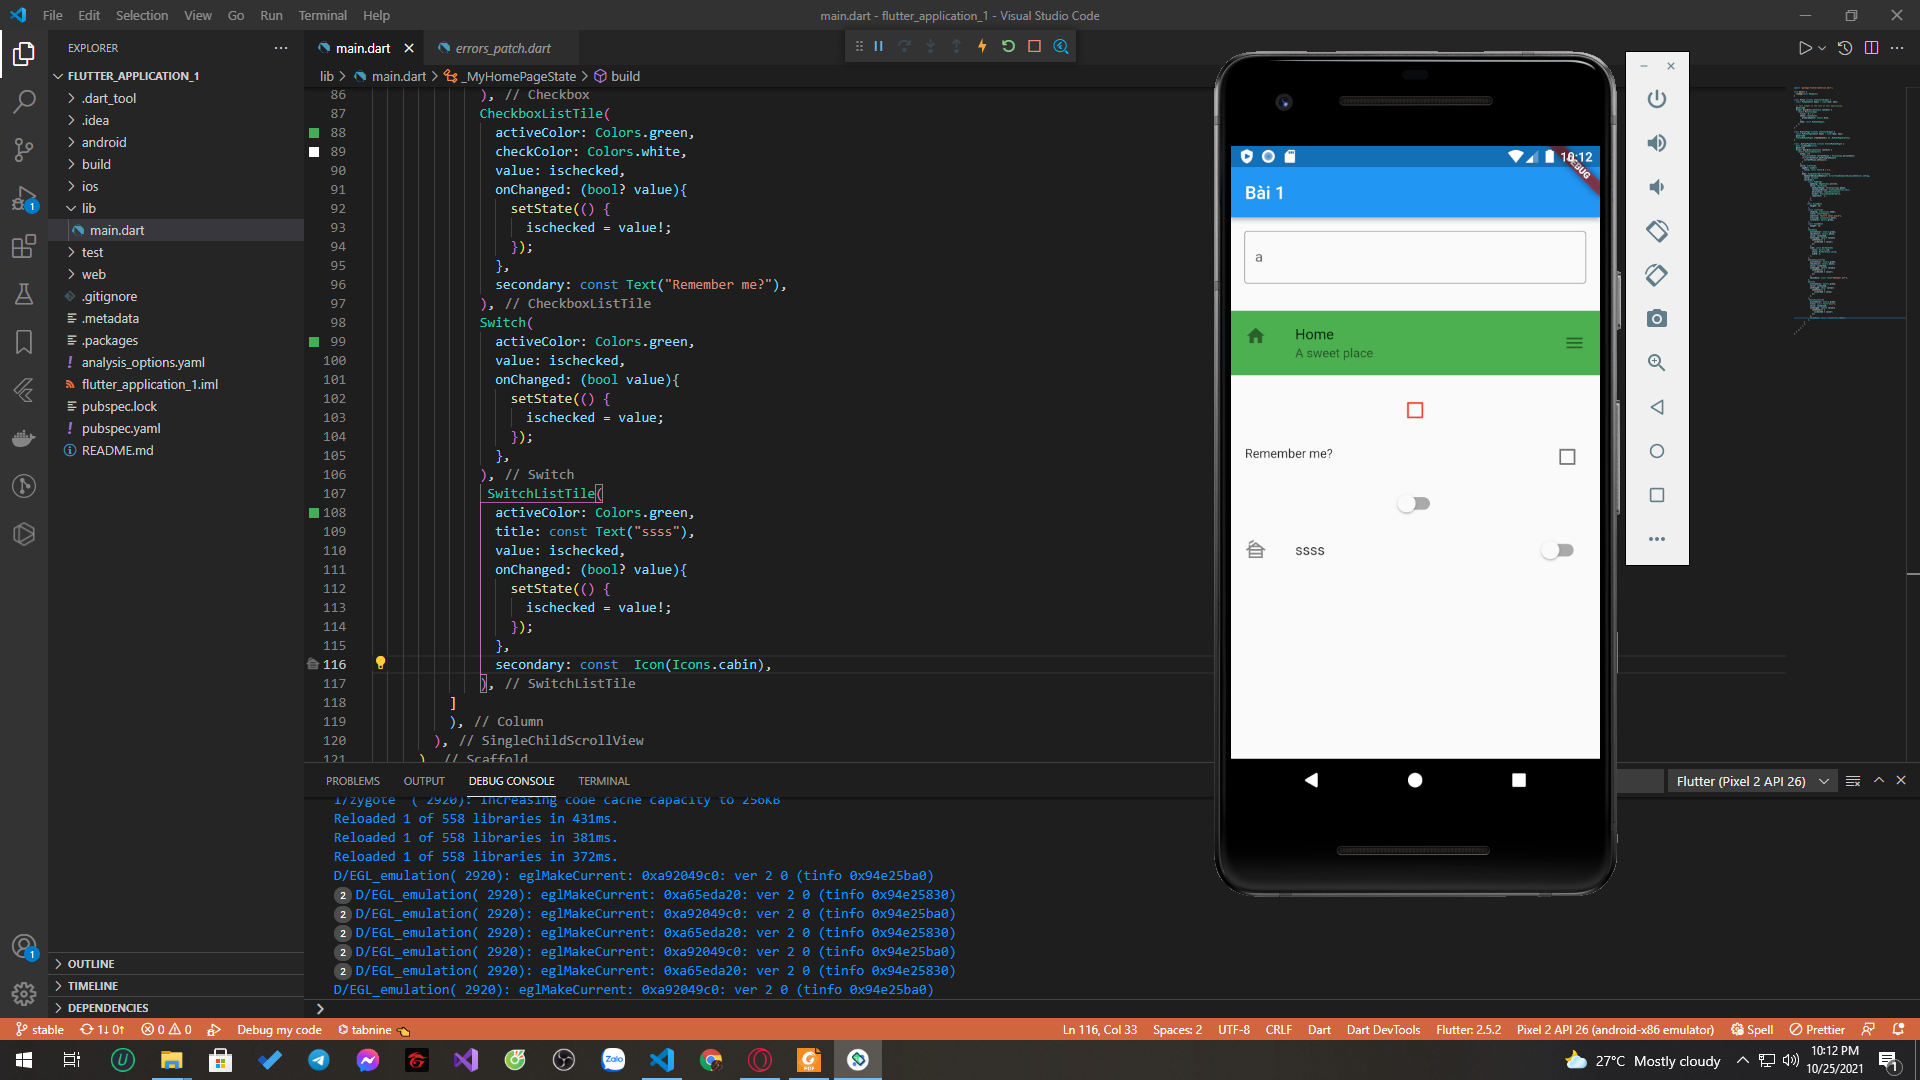 File Edit Selection View Go Run Terminal Help
main.dart - flutter_application_1 - Visual Studio Code
EXPLORER
FLUTTER_APPLICATION_1
.dart_tool
.idea
android
build
ios
lib
main.dart
test
web
.gitignore
.metadata
.packages
analysis_options.yaml
flutter_application_1.iml
pubspec.lock
pubspec.yaml
README.md
OUTLINE
TIMELINE
DEPENDENCIES
1
1
main.dart
errors_patch.dart
lib > main.dart > _MyHomePageState > build
86 ), // Checkbox
87 CheckboxListTile(
88 activeColor: Colors.green,
89 checkColor: Colors.white,
90 value: ischecked,
91 onChanged: (bool? value){
92 setState(() {
93 ischecked = value!;
94 });
95 },
96 secondary: const Text("Remember me?"),
97 ), // CheckboxListTile
98 Switch(
99 activeColor: Colors.green,
100 value: ischecked,
101 onChanged: (bool value){
102 setState(() {
103 ischecked = value;
104 });
105 },
106 ), // Switch
107 SwitchListTile(
108 activeColor: Colors.green,
109 title: const Text("ssss"),
110 value: ischecked,
111 onChanged: (bool? value){
112 setState(() {
113 ischecked = value!;
114 });
115 },
116 secondary: const  Icon(Icons.cabin),
117 ), // SwitchListTile
118 ]
119 ), // Column
120 ), // SingleChildScrollView
121 ) // Scaffold
PROBLEMS OUTPUT DEBUG CONSOLE TERMINAL
Flutter (Pixel 2 API 26)
I/zygote  ( 2920): Increasing code cache capacity to 256KB
Reloaded 1 of 558 libraries in 431ms.
Reloaded 1 of 558 libraries in 381ms.
Reloaded 1 of 558 libraries in 372ms.
D/EGL_emulation( 2920): eglMakeCurrent: 0xa92049c0: ver 2 0 (tinfo 0x94e25ba0)
2 D/EGL_emulation( 2920): eglMakeCurrent: 0xa65eda20: ver 2 0 (tinfo 0x94e25830)
2 D/EGL_emulation( 2920): eglMakeCurrent: 0xa92049c0: ver 2 0 (tinfo 0x94e25ba0)
2 D/EGL_emulation( 2920): eglMakeCurrent: 0xa65eda20: ver 2 0 (tinfo 0x94e25830)
2 D/EGL_emulation( 2920): eglMakeCurrent: 0xa92049c0: ver 2 0 (tinfo 0x94e25ba0)
2 D/EGL_emulation( 2920): eglMakeCurrent: 0xa65eda20: ver 2 0 (tinfo 0x94e25830)
D/EGL_emulation( 2920): eglMakeCurrent: 0xa92049c0: ver 2 0 (tinfo 0x94e25ba0)
10:12
DEBUG
Bài 1
a
Home
A sweet place
Remember me?
ssss
stable 1↓ 0↑ 0 0 Debug my code tabnine
Ln 116, Col 33 Spaces: 2 UTF-8 CRLF Dart Dart DevTools Flutter: 2.5.2 Pixel 2 API 26 (android-x86 emulator) Spell Prettier
Zalo
27°C Mostly cloudy
10:12 PM
10/25/2021
1